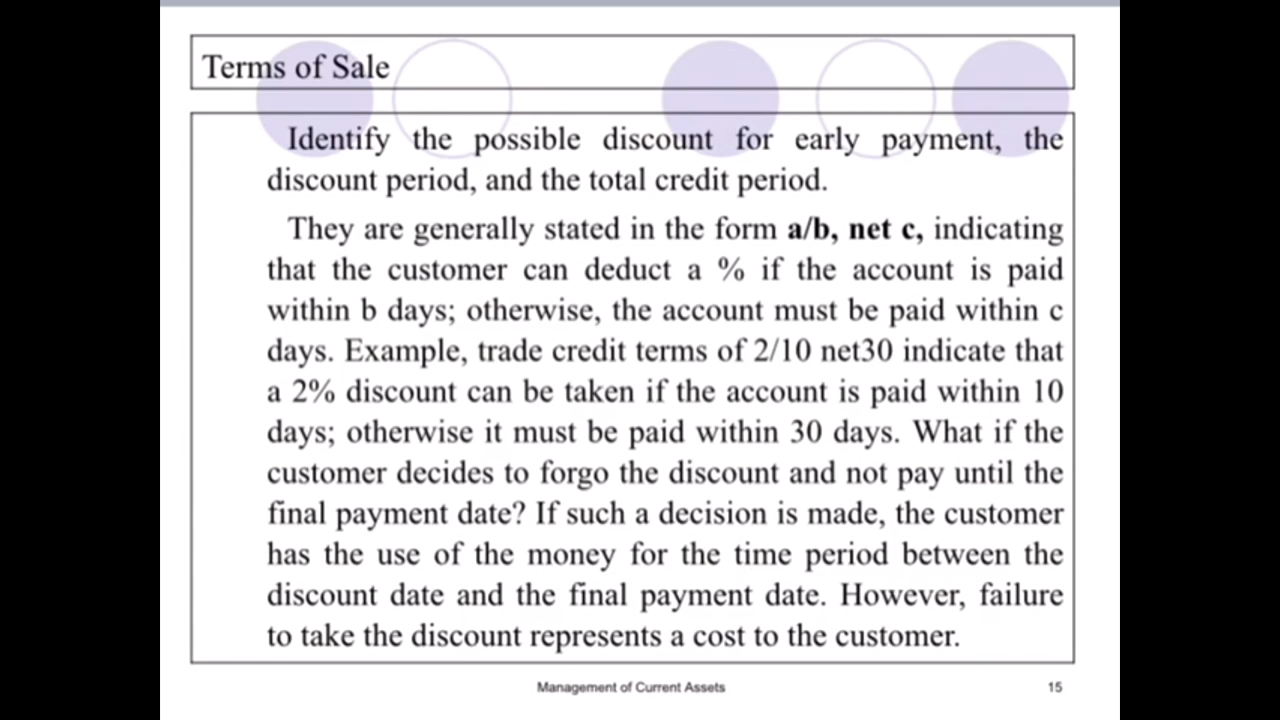 Terms of Sale
Identify the possible discount for early payment, the
discount period, and the total credit period.
They are generally stated in the form a/b, net c, indicating
that the customer can deduct a % if the account is paid
within b days; otherwise, the account must be paid within c
days. Example, trade credit terms of 2/10 net30 indicate that
a 2% discount can be taken if the account is paid within 10
days; otherwise it must be paid within 30 days. What if the
customer decides to forgo the discount and not pay until the
final payment date? If such a decision is made, the customer
has the use of the money for the time period between the
discount date and the final payment date. However, failure
to take the discount represents a cost to the customer.
Management of Current Assets
15